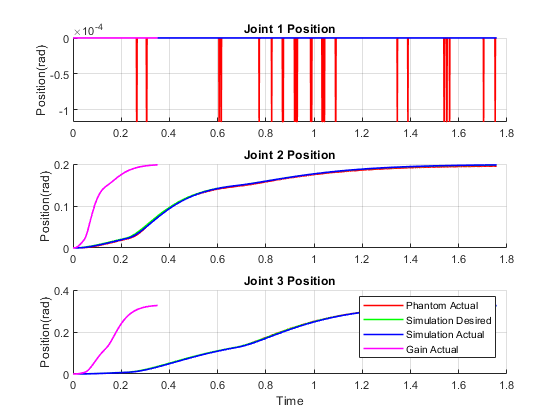 Joint 1 Position
×10⁻⁴
0
-0.5
-1
Position(rad)
0 0.2 0.4 0.6 0.8 1 1.2 1.4 1.6 1.8
Joint 2 Position
0.2
0.1
0
Position(rad)
0 0.2 0.4 0.6 0.8 1 1.2 1.4 1.6 1.8
Joint 3 Position
0.4
0.2
0
Position(rad)
Phantom Actual
Simulation Desired
Simulation Actual
Gain Actual
0 0.2 0.4 0.6 0.8 1 1.2 1.4 1.6 1.8
Time